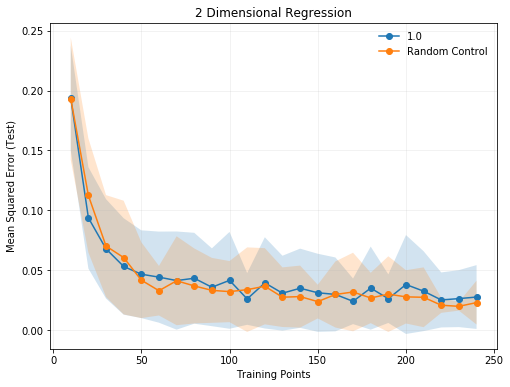 2 Dimensional Regression
1.0
Random Control
Mean Squared Error (Test)
0.25
0.20
0.15
0.10
0.05
0.00
0 50 100 150 200 250
Training Points